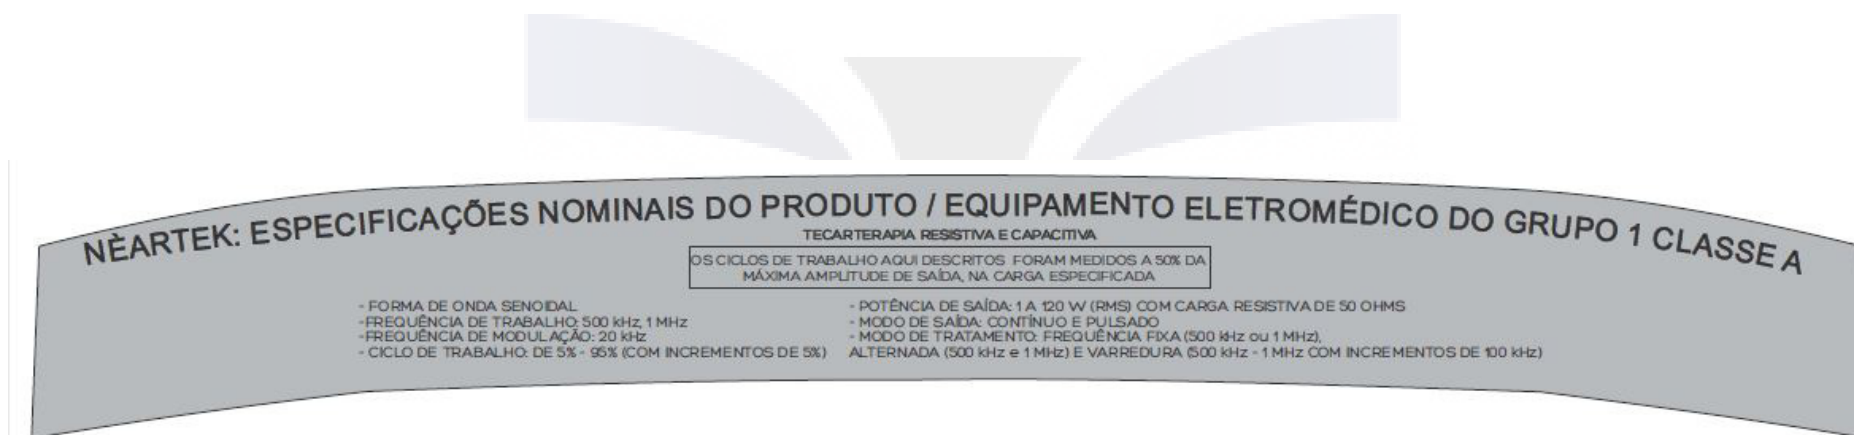 NÈARTEK: ESPECIFICAÇÕES NOMINAIS DO PRODUTO / EQUIPAMENTO ELETROMÉDICO DO GRUPO 1 CLASSE A
TECARTERAPIA RESISTIVA E CAPACITIVA
OS CICLOS DE TRABALHO AQUI DESCRITOS FORAM MEDIDOS A 50% DA
MÁXIMA AMPLITUDE DE SAÍDA, NA CARGA ESPECIFICADA
- FORMA DE ONDA SENOIDAL
-FREQUÊNCIA DE TRABALHO: 500 kHz, 1 MHz
-FREQUÊNCIA DE MODULAÇÃO: 20 kHz
- CICLO DE TRABALHO: DE 5% - 95% (COM INCREMENTOS DE 5%)
- POTÊNCIA DE SAÍDA: 1 A 120 W (RMS) COM CARGA RESISTIVA DE 50 OHMS
- MODO DE SAÍDA: CONTÍNUO E PULSADO
- MODO DE TRATAMENTO: FREQUÊNCIA FIXA (500 kHz ou 1 MHz),
ALTERNADA (500 kHz e 1 MHz) E VARREDURA (500 kHz - 1 MHz COM INCREMENTOS DE 100 kHz)